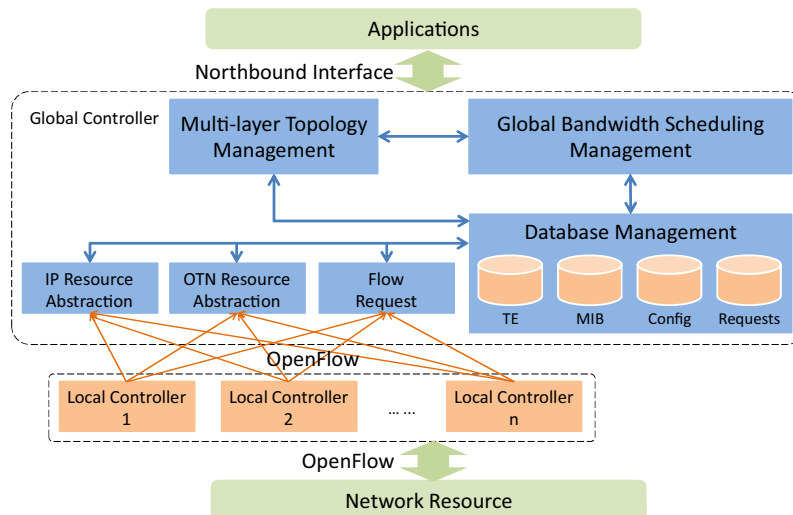 Applications
Northbound Interface
Global Controller
Multi-layer Topology
Management
Global Bandwidth Scheduling
Management
Database Management
TE
MIB
Config
Requests
IP Resource
Abstraction
OTN Resource
Abstraction
Flow
Request
OpenFlow
Local Controller
1
Local Controller
2
... ...
Local Controller
n
OpenFlow
Network Resource